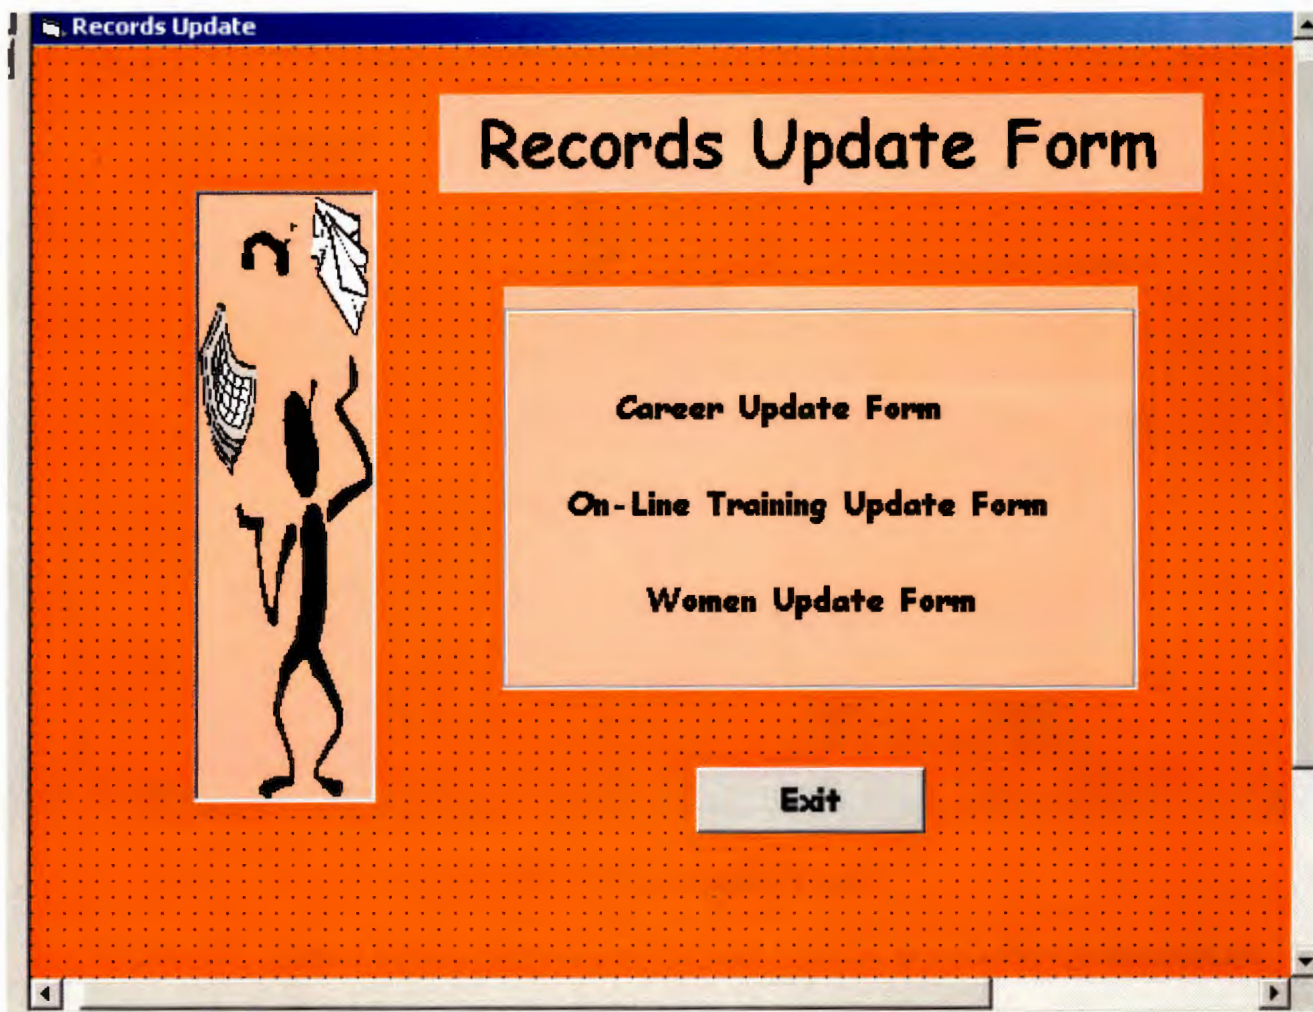 Records Update
Records Update Form
Career Update Form
On-Line Training Update Form
Women Update Form
Exit